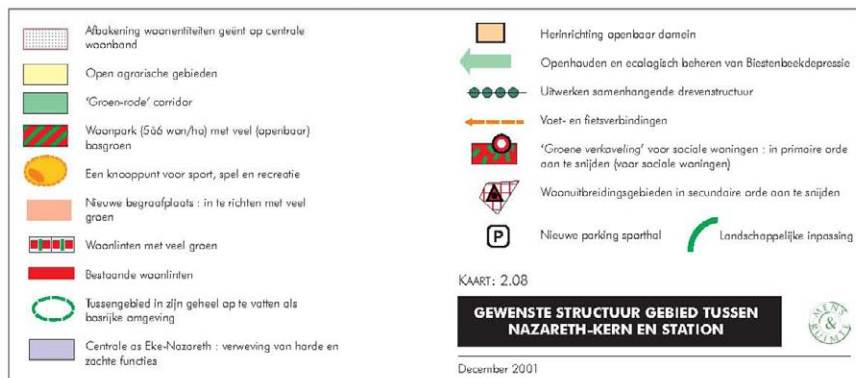 Afbakening woonentiteiten geënt op centrale
woonband
Open agrarische gebieden
'Groen-rode' corridor
Woonpark (5à6 won/ha) met veel (openbaar)
bosgroen
Een knooppunt voor sport, spel en recreatie
Nieuwe begraafplaats : in te richten met veel
groen
Woonlinten met veel groen
Bestaande woonlinten
Tussengebied in zijn geheel op te vatten als
bosrijke omgeving
Centrale as Eke-Nazareth : verweving van harde en
zachte functies
Herinrichting openbaar domein
Openhouden en ecologisch beheren van Biestenbeekdepressie
Uitwerken samenhangende drevenstructuur
Voet- en fietsverbindingen
'Groene verkaveling' voor sociale woningen : in primaire orde
aan te snijden (voor sociale woningen)
Woonuitbreidingsgebieden in secundaire orde aan te snijden
P Nieuwe parking sporthal Landschappelijke inpassing
KAART: 2.08
GEWENSTE STRUCTUUR GEBIED TUSSEN
NAZARETH-KERN EN STATION
MENS
&
RUIMTE
December 2001